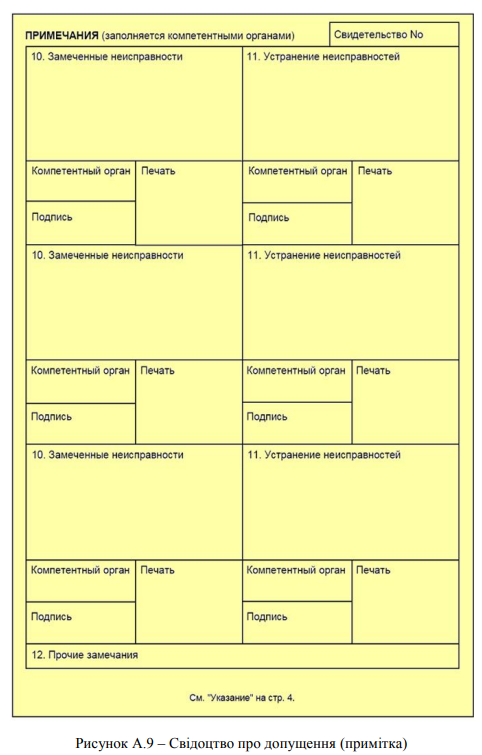 ПРИМЕЧАНИЯ (заполняется компетентными органами)
Свидетельство No
10. Замеченные неисправности
11. Устранение неисправностей
Компетентный орган
Печать
Компетентный орган
Печать
Подпись
Подпись
10. Замеченные неисправности
11. Устранение неисправностей
Компетентный орган
Печать
Компетентный орган
Печать
Подпись
Подпись
10. Замеченные неисправности
11. Устранение неисправностей
Компетентный орган
Печать
Компетентный орган
Печать
Подпись
Подпись
12. Прочие замечания
См. "Указание" на стр. 4.
Рисунок А.9 – Свідоцтво про допущення (примітка)